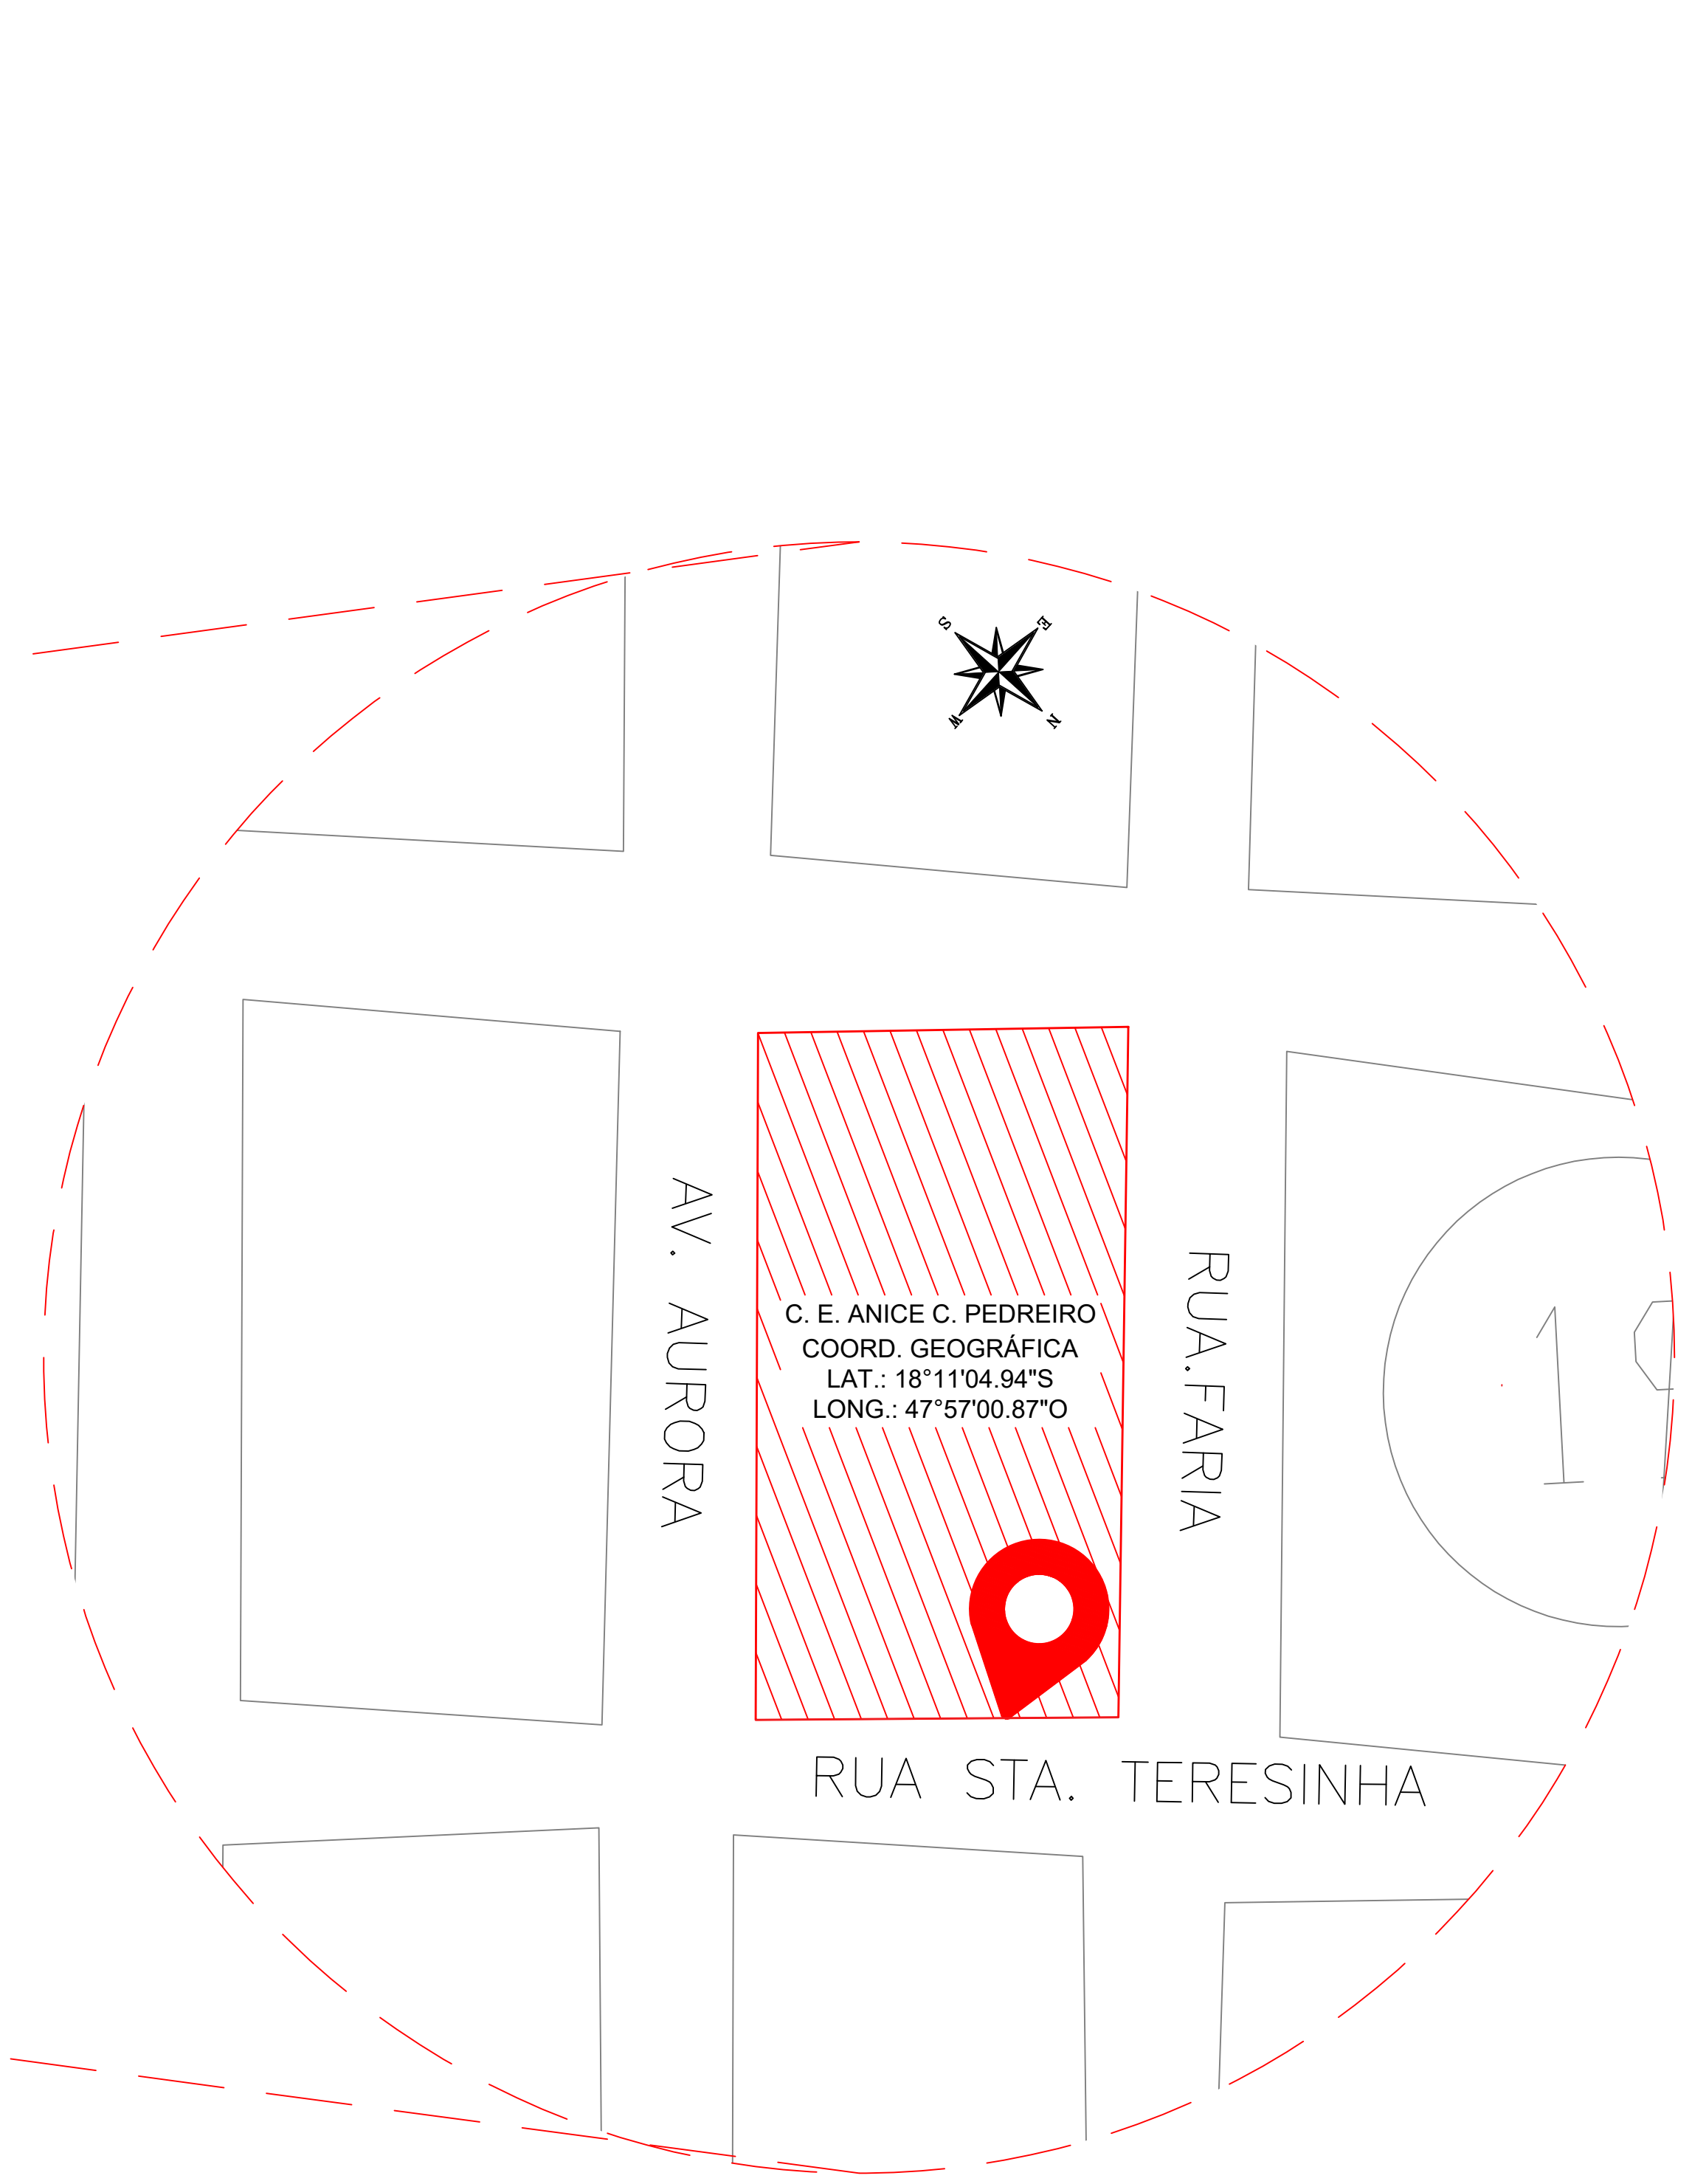 S
E
W
N
AV. AURORA
RUA.FARIA
C. E. ANICE C. PEDREIRO
COORD. GEOGRÁFICA
LAT.: 18°11'04.94"S
LONG.: 47°57'00.87"O
1
RUA STA. TERESINHA